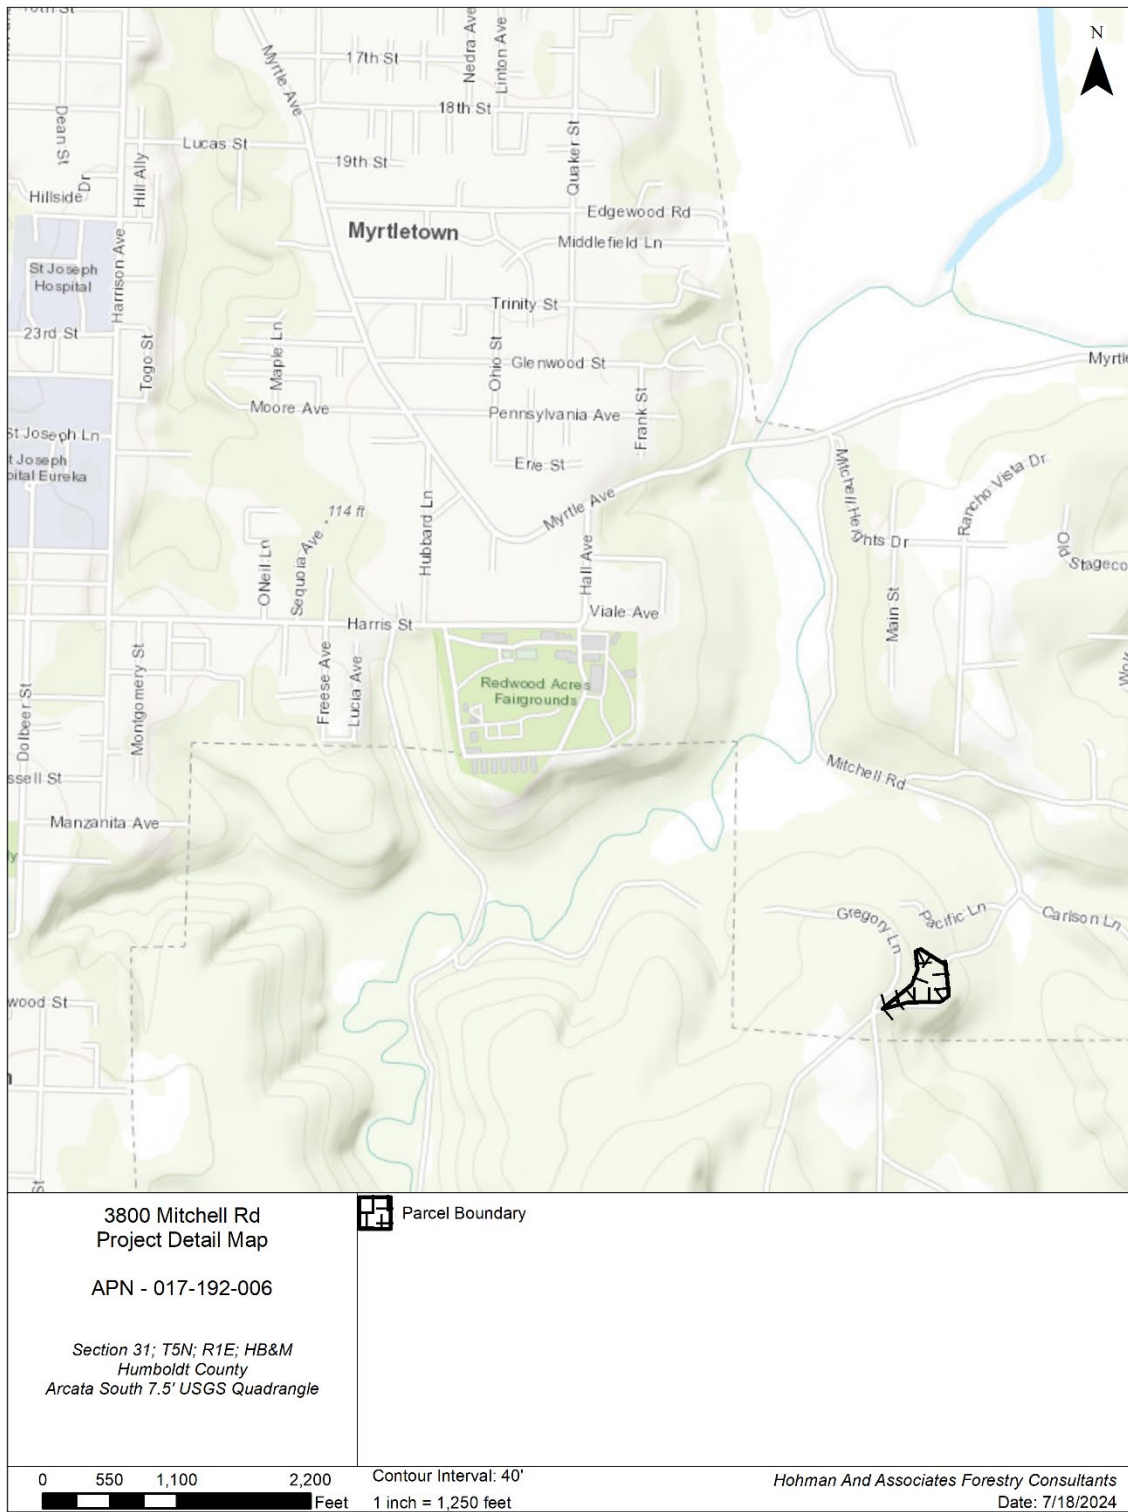 N
17th St
Nedra Ave
Linton Ave
Myrtle Ave
18th St
Dean St
Lucas St
Hill Ally
19th St
Quaker St
Hillside Dr
Edgewood Rd
Myrtletown
Middlefield Ln
St Joseph
Hospital
Harrison Ave
Trinity St
23rd St
Togo St
Maple Ln
Ohio St
Glenwood St
Moore Ave
Pennsylvania Ave
Frank St
St Joseph Ln
Erie St
Mitchell Heights Dr
Rancho Vista Dr
Myrtle Ave
114 ft
Hubbard Ln
Old
ONeil Ln
Sequoia Ave
Hall Ave
Main St
Viale Ave
Harris St
Redwood Acres
Fairgrounds
Montgomery St
Freese Ave
Lucia Ave
Dolbeer St
Mitchell Rd
Manzanita Ave
Gregory Ln
Pacific Ln
Carlson Ln
wood St
3800 Mitchell Rd
Project Detail Map
APN - 017-192-006
Section 31; T5N; R1E; HB&M
Humboldt County
Arcata South 7.5' USGS Quadrangle
Parcel Boundary
0 550 1,100 2,200
Feet
Contour Interval: 40'
1 inch = 1,250 feet
Hohman And Associates Forestry Consultants
Date: 7/18/2024